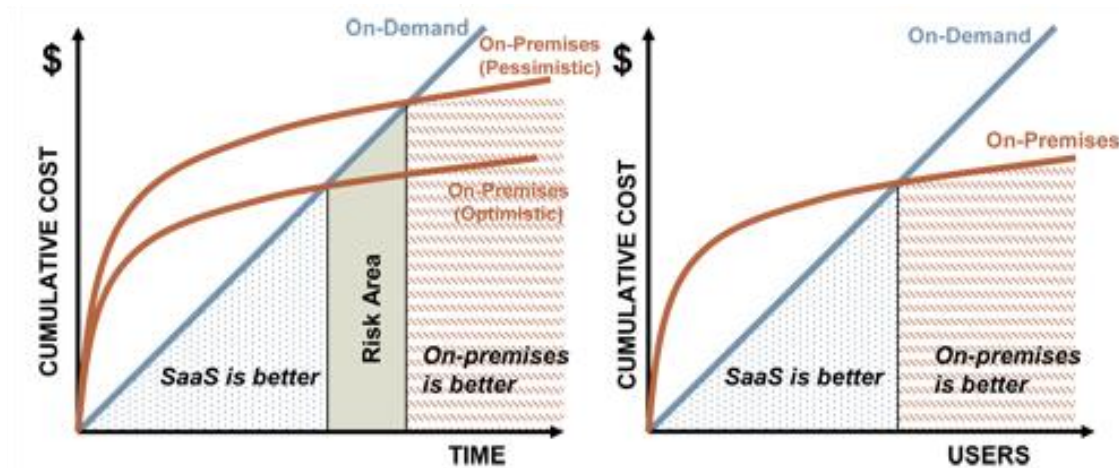 $
On-Demand
On-Premises
(Pessimistic)
On-Premises
(Optimistic)
CUMULATIVE COST
Risk Area
SaaS is better
On-premises
is better
TIME
$
On-Demand
On-Premises
CUMULATIVE COST
SaaS is better
On-premises
is better
USERS